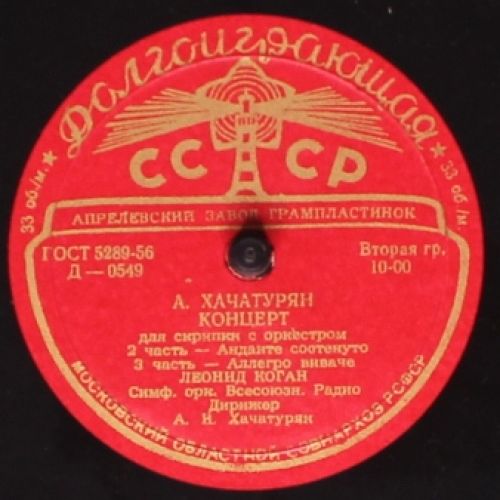 Долгоиграющая
33 об/м.
33 об/м.
СССР
АПРЕЛЕВСКИЙ ЗАВОД ГРАМПЛАСТИНОК
ГОСТ 5289-56
Вторая гр.
Д — 0549
10-00
А. ХАЧАТУРЯН
КОНЦЕРТ
для скрипки с оркестром
2 часть — Анданте состенуто
3 часть — Аллегро виваче
ЛЕОНИД КОГАН
Симф. орк. Всесоюзн. Радио
Дирижер
А. И. Хачатурян
МОСКОВСКИЙ ОБЛАСТНОЙ СОВНАРХОЗ РСФСР